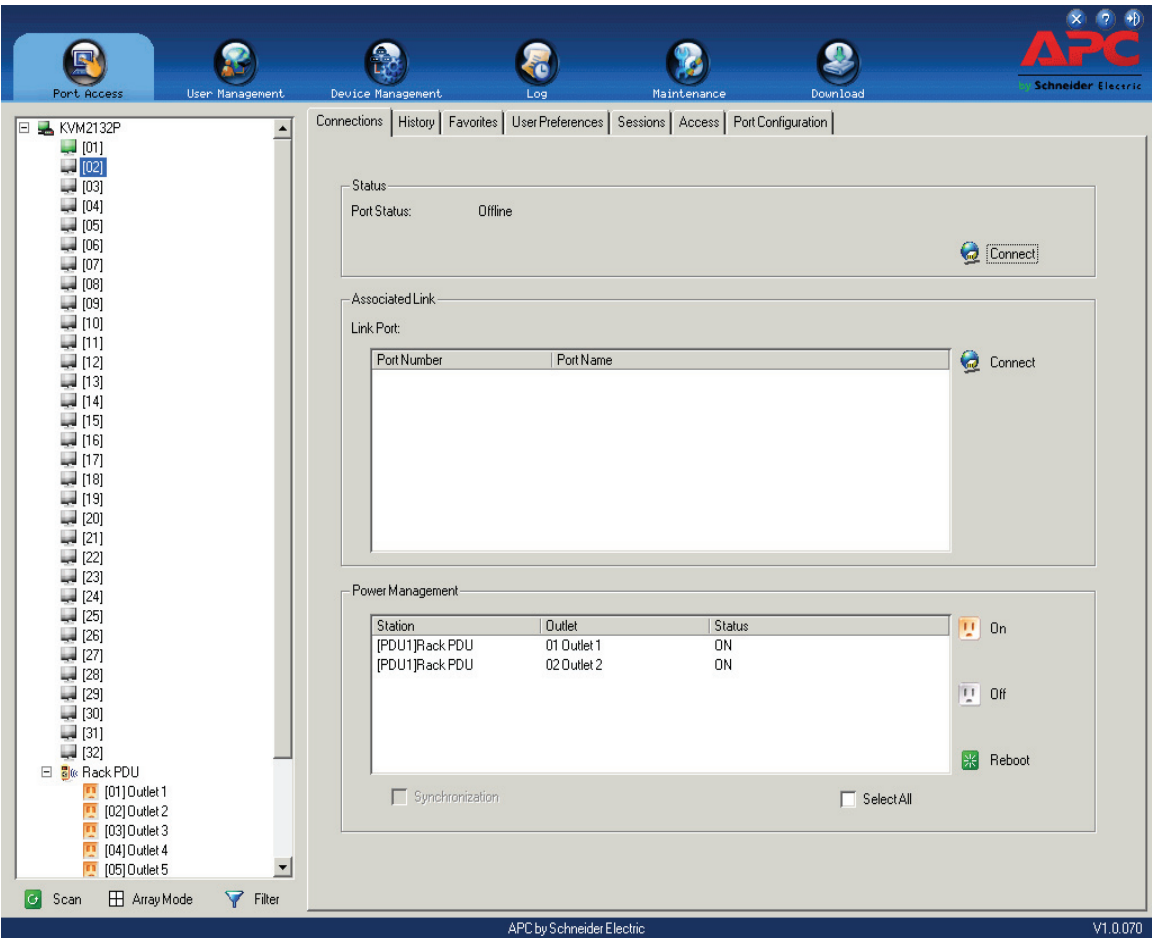 APC
by Schneider Electric
Port Access
User Management
Device Management
Log
Maintenance
Download
KVM2132P
[01]
[02]
[03]
[04]
[05]
[06]
[07]
[08]
[09]
[10]
[11]
[12]
[13]
[14]
[15]
[16]
[17]
[18]
[19]
[20]
[21]
[22]
[23]
[24]
[25]
[26]
[27]
[28]
[29]
[30]
[31]
[32]
Rack PDU
[01] Outlet 1
[02] Outlet 2
[03] Outlet 3
[04] Outlet 4
[05] Outlet 5
Scan
Array Mode
Filter
Connections
History
Favorites
User Preferences
Sessions
Access
Port Configuration
Status
Port Status: Offline
Connect
Associated Link
Link Port:
Port Number Port Name
Connect
Power Management
Station Outlet Status
[PDU1]Rack PDU 01 Outlet 1 ON
[PDU1]Rack PDU 02 Outlet 2 ON
On
Off
Reboot
Synchronization
Select All
APC by Schneider Electric
V1.0.070